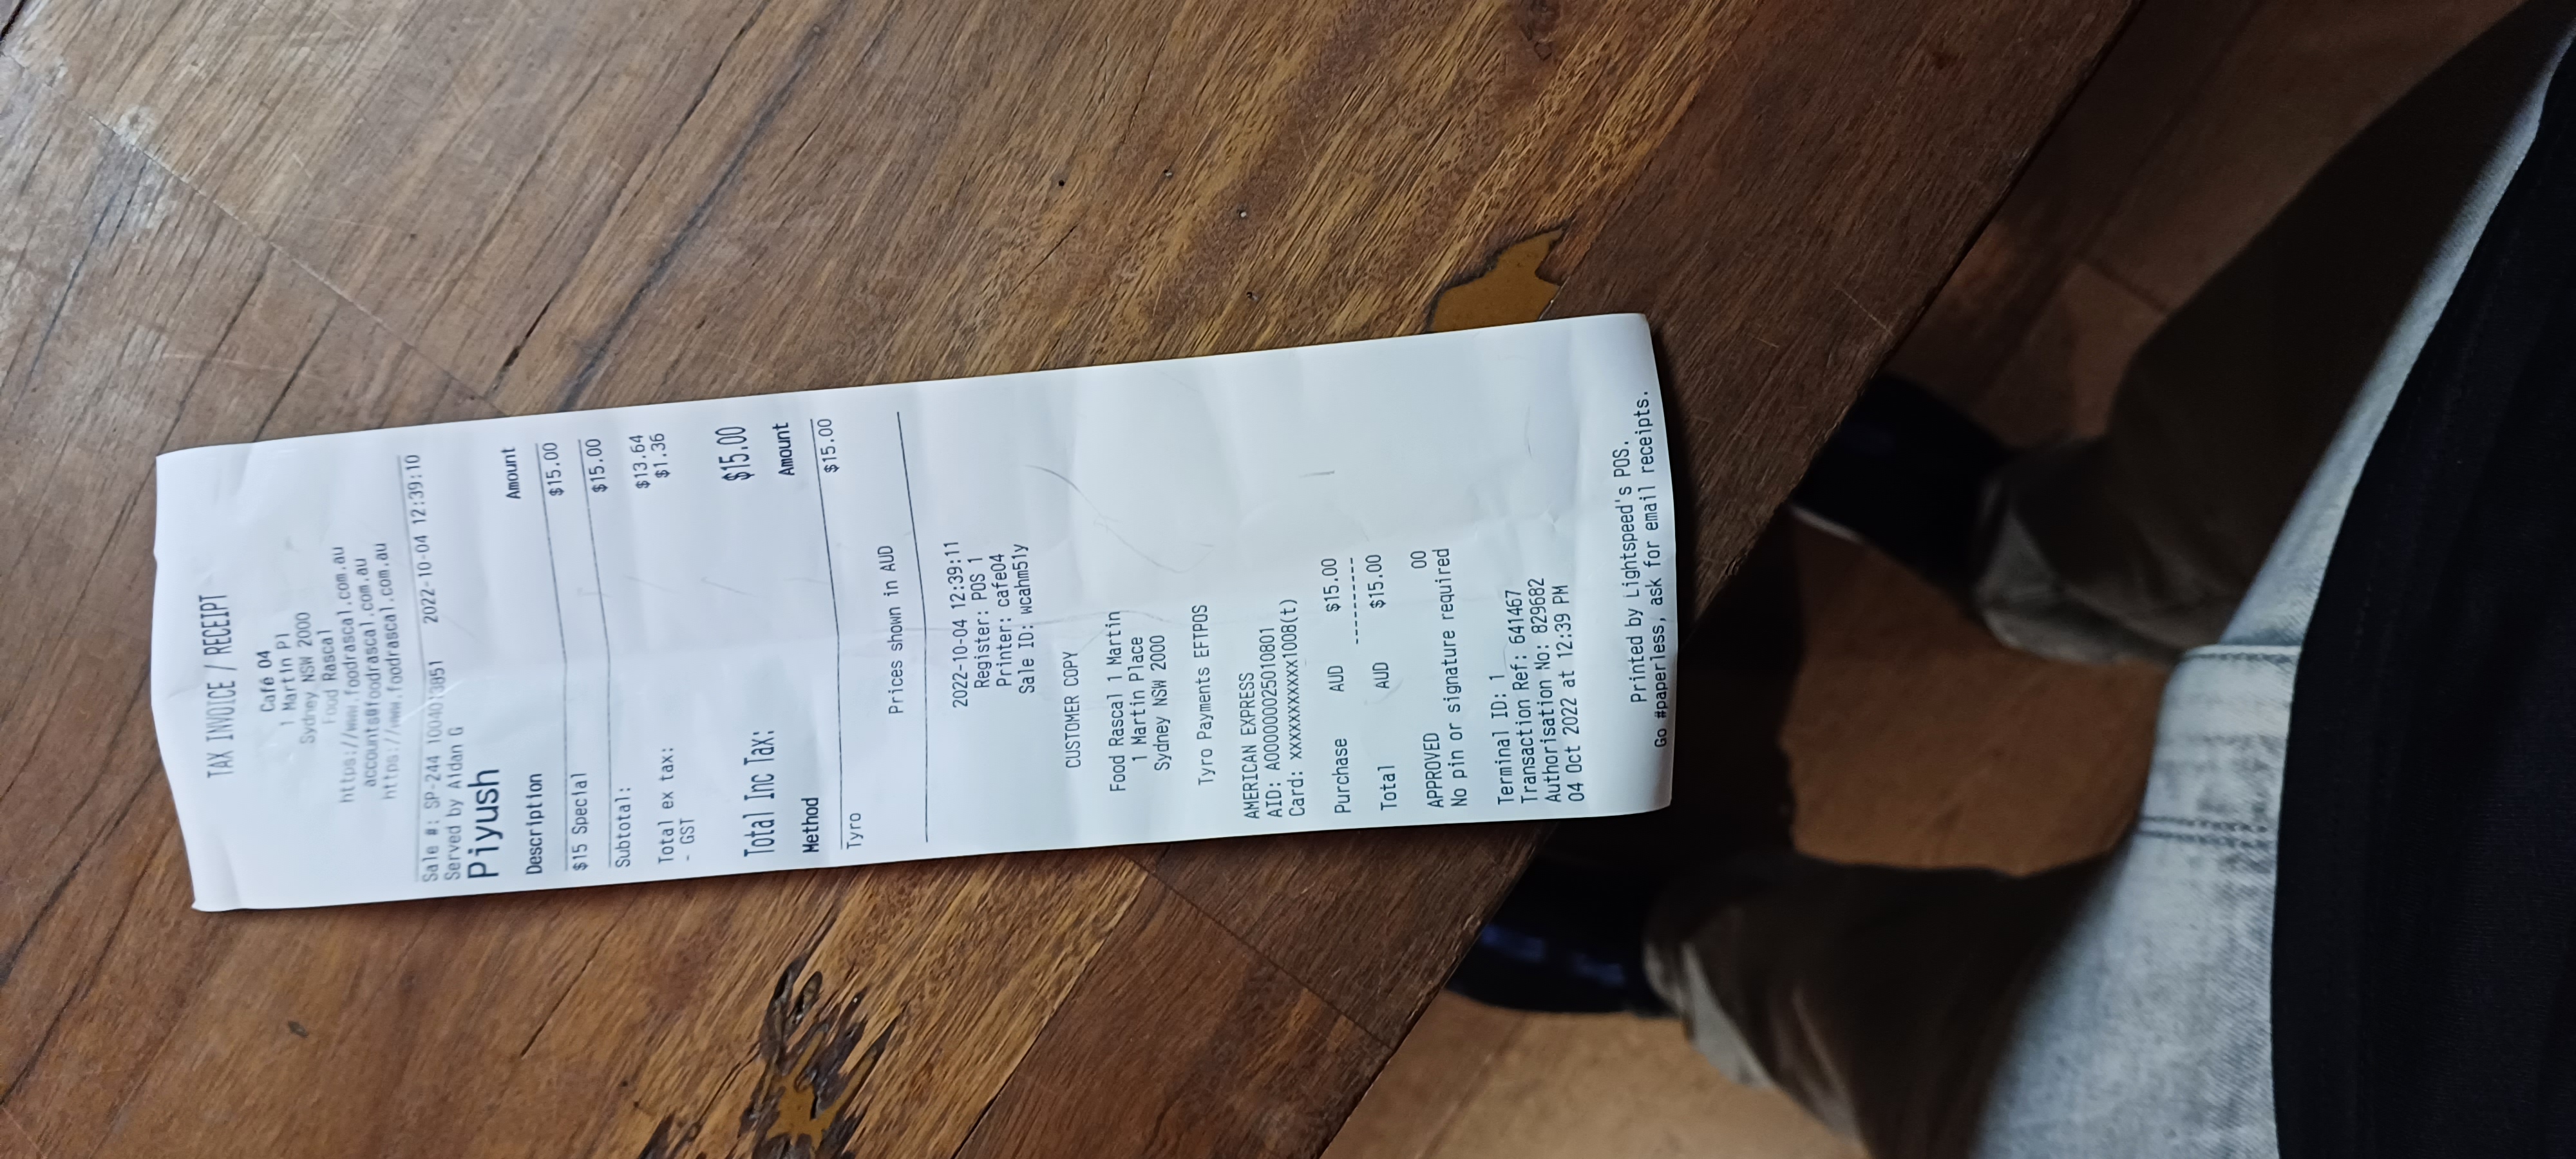 TAX INVOICE / RECEIPT
Café 04
1 Martin Pl
Sydney NSW 2000
Food Rascal
https://www.foodrascal.com.au
accounts@foodrascal.com.au
https://www.foodrascal.com.au
Sale #: SP-244 1004013851 2022-10-04 12:39:10
Served by Aidan G
Piyush
Description Amount
$15 Special $15.00
Subtotal: $15.00
Total ex tax: $13.64
- GST $1.36
Total Inc Tax: $15.00
Method Amount
Tyro $15.00
Prices shown in AUD
2022-10-04 12:39:11
Register: POS 1
Printer: cafe04
Sale ID: wcahm51y
CUSTOMER COPY
Food Rascal 1 Martin
1 Martin Place
Sydney NSW 2000
Tyro Payments EFTPOS
AMERICAN EXPRESS
AID: A000000025010801
Card: xxxxxxxxxxx1008(t)
Purchase AUD $15.00
----------
Total AUD $15.00
APPROVED 00
No pin or signature required
Terminal ID: 1
Transaction Ref: 641467
Authorisation No: 829682
04 Oct 2022 at 12:39 PM
Printed by Lightspeed's POS.
Go #paperless, ask for email receipts.